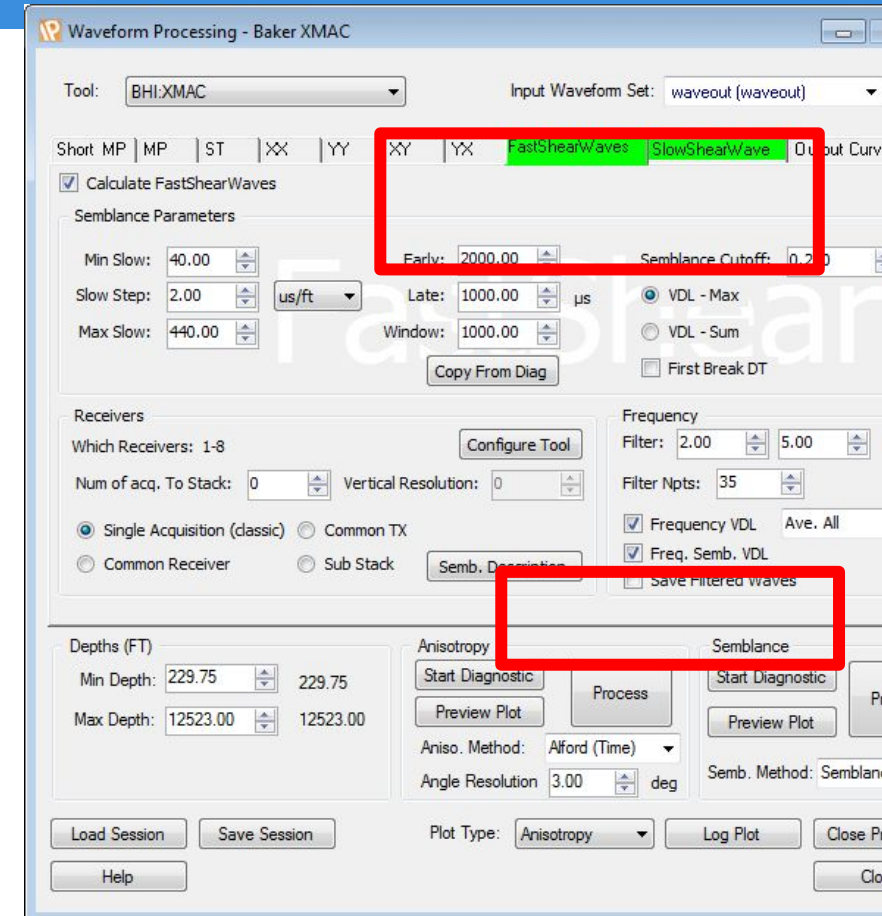 Waveform Processing - Baker XMAC
Tool: BHI:XMAC Input Waveform Set: waveout (waveout)
Short MP MP ST XX YY XY YX FastShearWaves SlowShearWave
Calculate FastShearWaves
Semblance Parameters
Min Slow: 40.00 Early: 2000.00 Semblance Cutoff:
Slow Step: 2.00 us/ft Late: 1000.00 µs VDL - Max
Max Slow: 440.00 Window: 1000.00 VDL - Sum
Copy From Diag First Break DT
Receivers Frequency
Which Receivers: 1-8 Configure Tool Filter: 2.00 5.00
Num of acq. To Stack: 0 Vertical Resolution: 0 Filter Npts: 35
Single Acquisition (classic) Common TX Frequency VDL Ave. All
Common Receiver Sub Stack Semb. Description Freq. Semb. VDL
Save Filtered Waves
Depths (FT) Anisotropy Semblance
Min Depth: 229.75 229.75 Start Diagnostic Process Start Diagnostic
Max Depth: 12523.00 12523.00 Preview Plot Preview Plot
Aniso. Method: Alford (Time)
Angle Resolution 3.00 deg Semb. Method:
Load Session Save Session Plot Type: Anisotropy Log Plot Close
Help